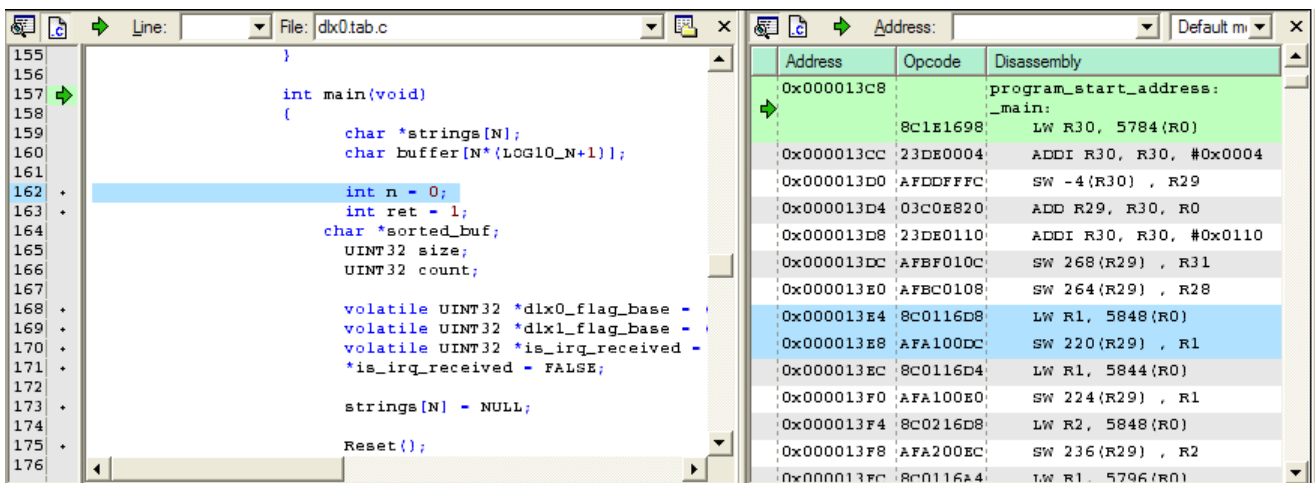 Line: File: dlx0.tab.c
155 }
156
157 int main(void)
158 {
159 char *strings[N];
160 char buffer[N*(LOG10_N+1)];
161
162 int n = 0;
163 int ret = 1;
164 char *sorted_buf;
165 UINT32 size;
166 UINT32 count;
167
168 volatile UINT32 *dlx0_flag_base =
169 volatile UINT32 *dlx1_flag_base =
170 volatile UINT32 *is_irq_received =
171 *is_irq_received = FALSE;
172
173 strings[N] = NULL;
174
175 Reset();
176
Address: Default m
Address Opcode Disassembly
0x000013C8 program_start_address:
_main:
8C1E1698 LW R30, 5784(R0)
0x000013CC 23DE0004 ADDI R30, R30, #0x0004
0x000013D0 AFDDFFFC SW -4(R30) , R29
0x000013D4 03C0E820 ADD R29, R30, R0
0x000013D8 23DE0110 ADDI R30, R30, #0x0110
0x000013DC AFBF010C SW 268(R29) , R31
0x000013E0 AFBC0108 SW 264(R29) , R28
0x000013E4 8C0116D8 LW R1, 5848(R0)
0x000013E8 AFA100DC SW 220(R29) , R1
0x000013EC 8C0116D4 LW R1, 5844(R0)
0x000013F0 AFA100E0 SW 224(R29) , R1
0x000013F4 8C0216D8 LW R2, 5848(R0)
0x000013F8 AFA200EC SW 236(R29) , R2
0x000013FC 8C0116A4 LW R1, 5796(R0)